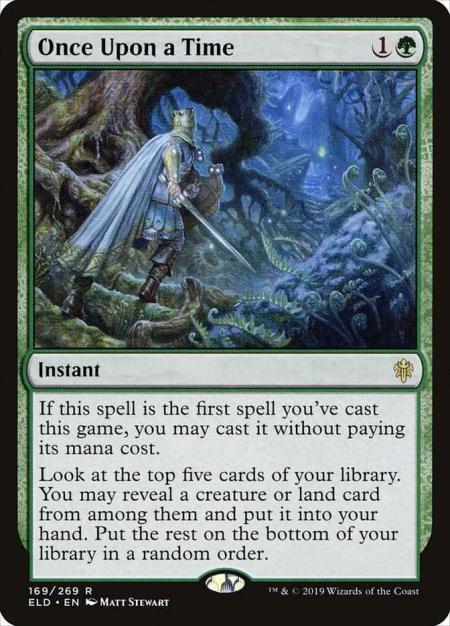 Once Upon a Time 1
Instant
If this spell is the first spell you've cast
this game, you may cast it without paying
its mana cost.
Look at the top five cards of your library.
You may reveal a creature or land card
from among them and put it into your
hand. Put the rest on the bottom of your
library in a random order.
169/269 R
ELD • EN Matt Stewart
™ & © 2019 Wizards of the Coast